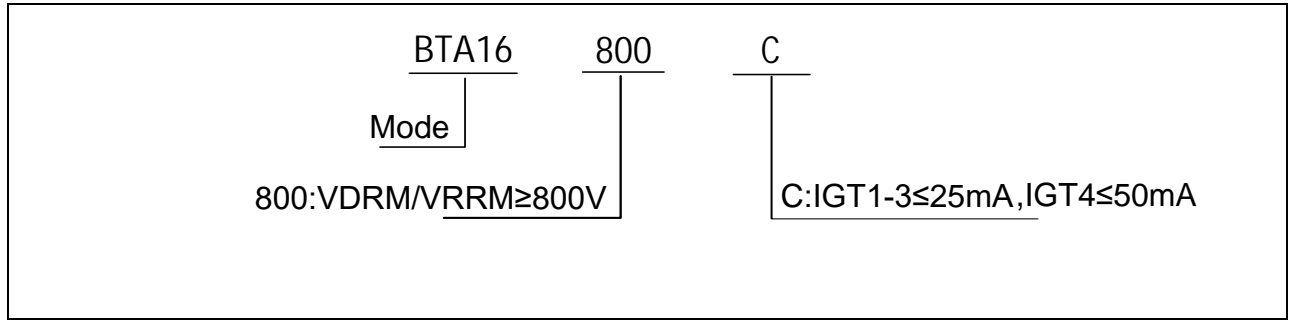 BTA16 800 C
Mode
800:VDRM/VRRM≥800V
C:IGT1-3≤25mA,IGT4≤50mA